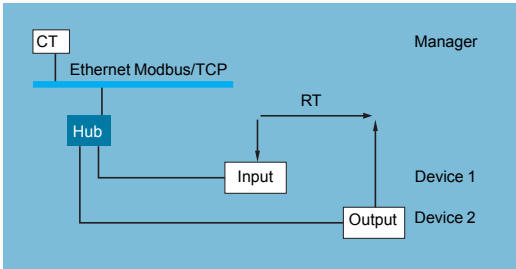 CT
Manager
Ethernet Modbus/TCP
RT
Hub
Input
Device 1
Output
Device 2